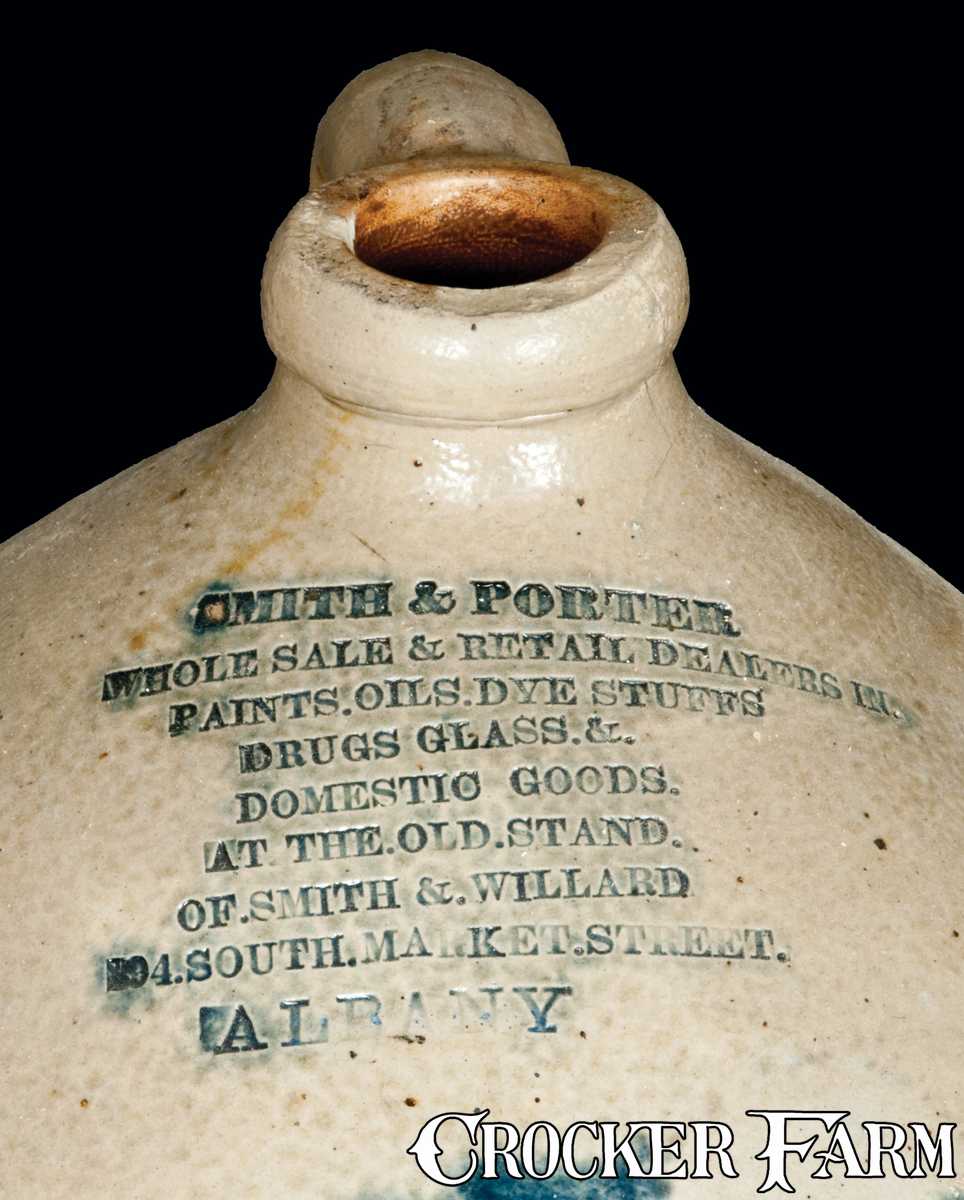 SMITH & PORTER
WHOLE SALE & RETAIL DEALERS IN.
PAINTS.OILS.DYE STUFFS
DRUGS GLASS.&.
DOMESTIC GOODS.
AT THE.OLD.STAND.
OF.SMITH &.WILLARD
SOUTH.MARKET.STREET.
ALBANY
CROCKER FARM